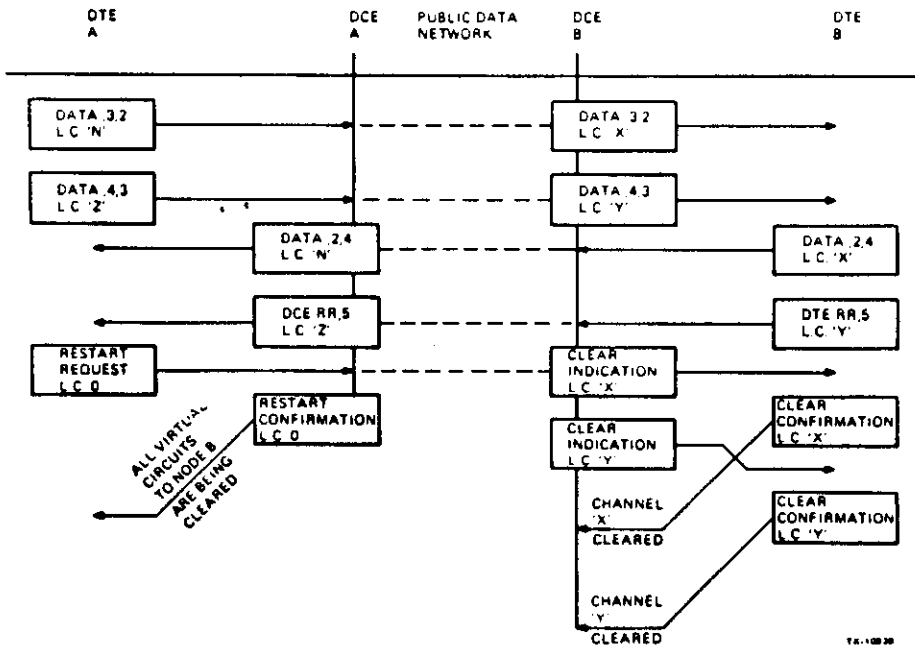 DTE
A
DCE
A
PUBLIC DATA
NETWORK
DCE
B
DTE
B
DATA ,3,2
L C 'N'
DATA ,3,2
L C 'X'
DATA ,4,3
L C 'Z'
DATA ,4,3
L C 'Y'
DATA ,2,4
L C 'N'
DATA ,2,4
L C. 'X'
DCE RR,5
L C 'Z'
DTE RR,5
L C. 'Y'
RESTART
REQUEST
L C 0
CLEAR
INDICATION
L C 'X'
RESTART
CONFIRMATION
L C 0
CLEAR
CONFIRMATION
L C 'X'
ALL VIRTUAL
CIRCUITS
TO NODE B
ARE BEING
CLEARED
CLEAR
INDICATION
L C 'Y'
CHANNEL
'X'
CLEARED
CLEAR
CONFIRMATION
L C 'Y'
CHANNEL
'Y'
CLEARED